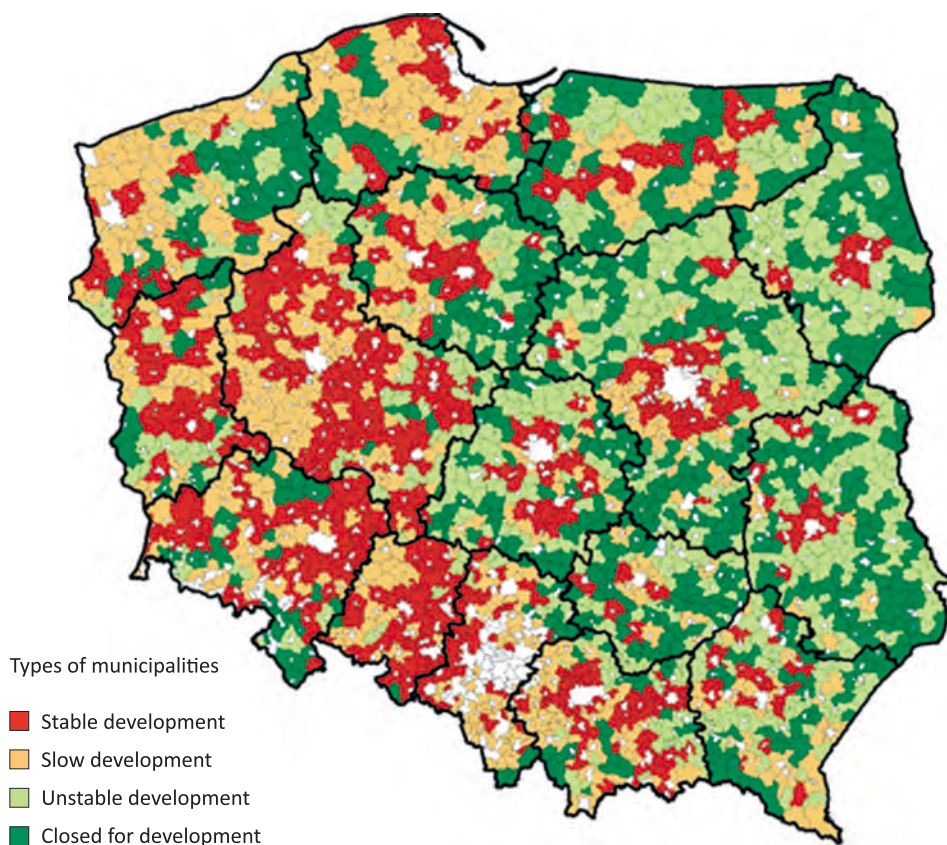 Types of municipalities
Stable development
Slow development
Unstable development
Closed for development